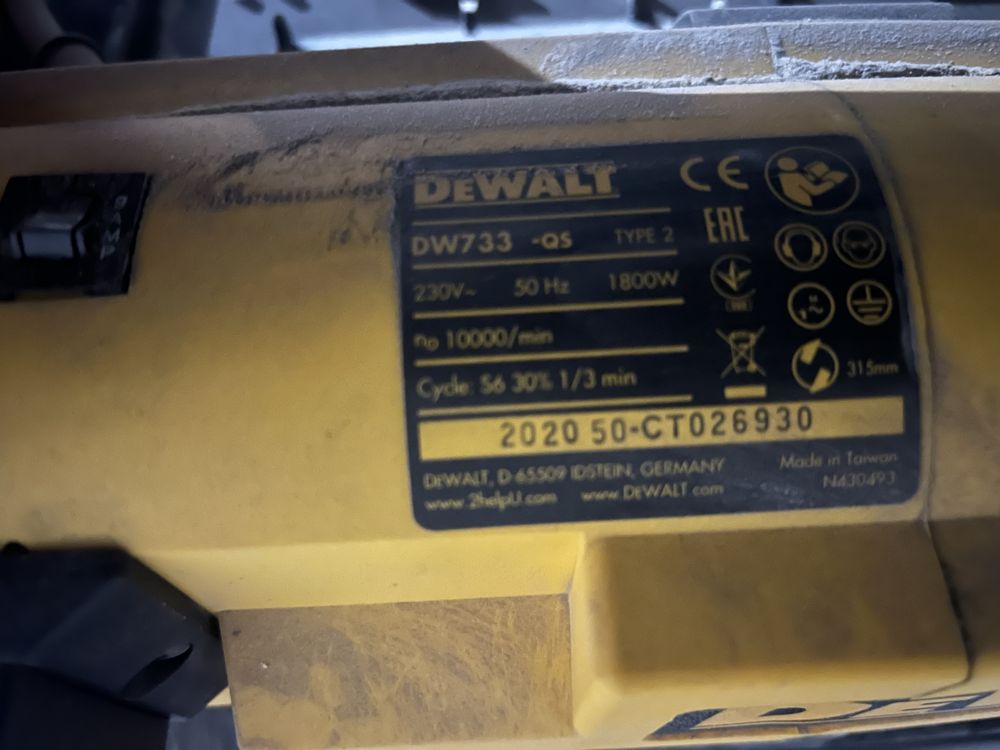 DEWALT
CE
DW733 -QS TYPE 2
EAC
230V~ 50 Hz 1800W
n₀ 10000/min
Cycle: S6 30% 1/3 min
315mm
2020 50-CT026930
DEWALT, D-65509 IDSTEIN, GERMANY
Made in Taiwan
www.2helpU.com www.DEWALT.com
N430493